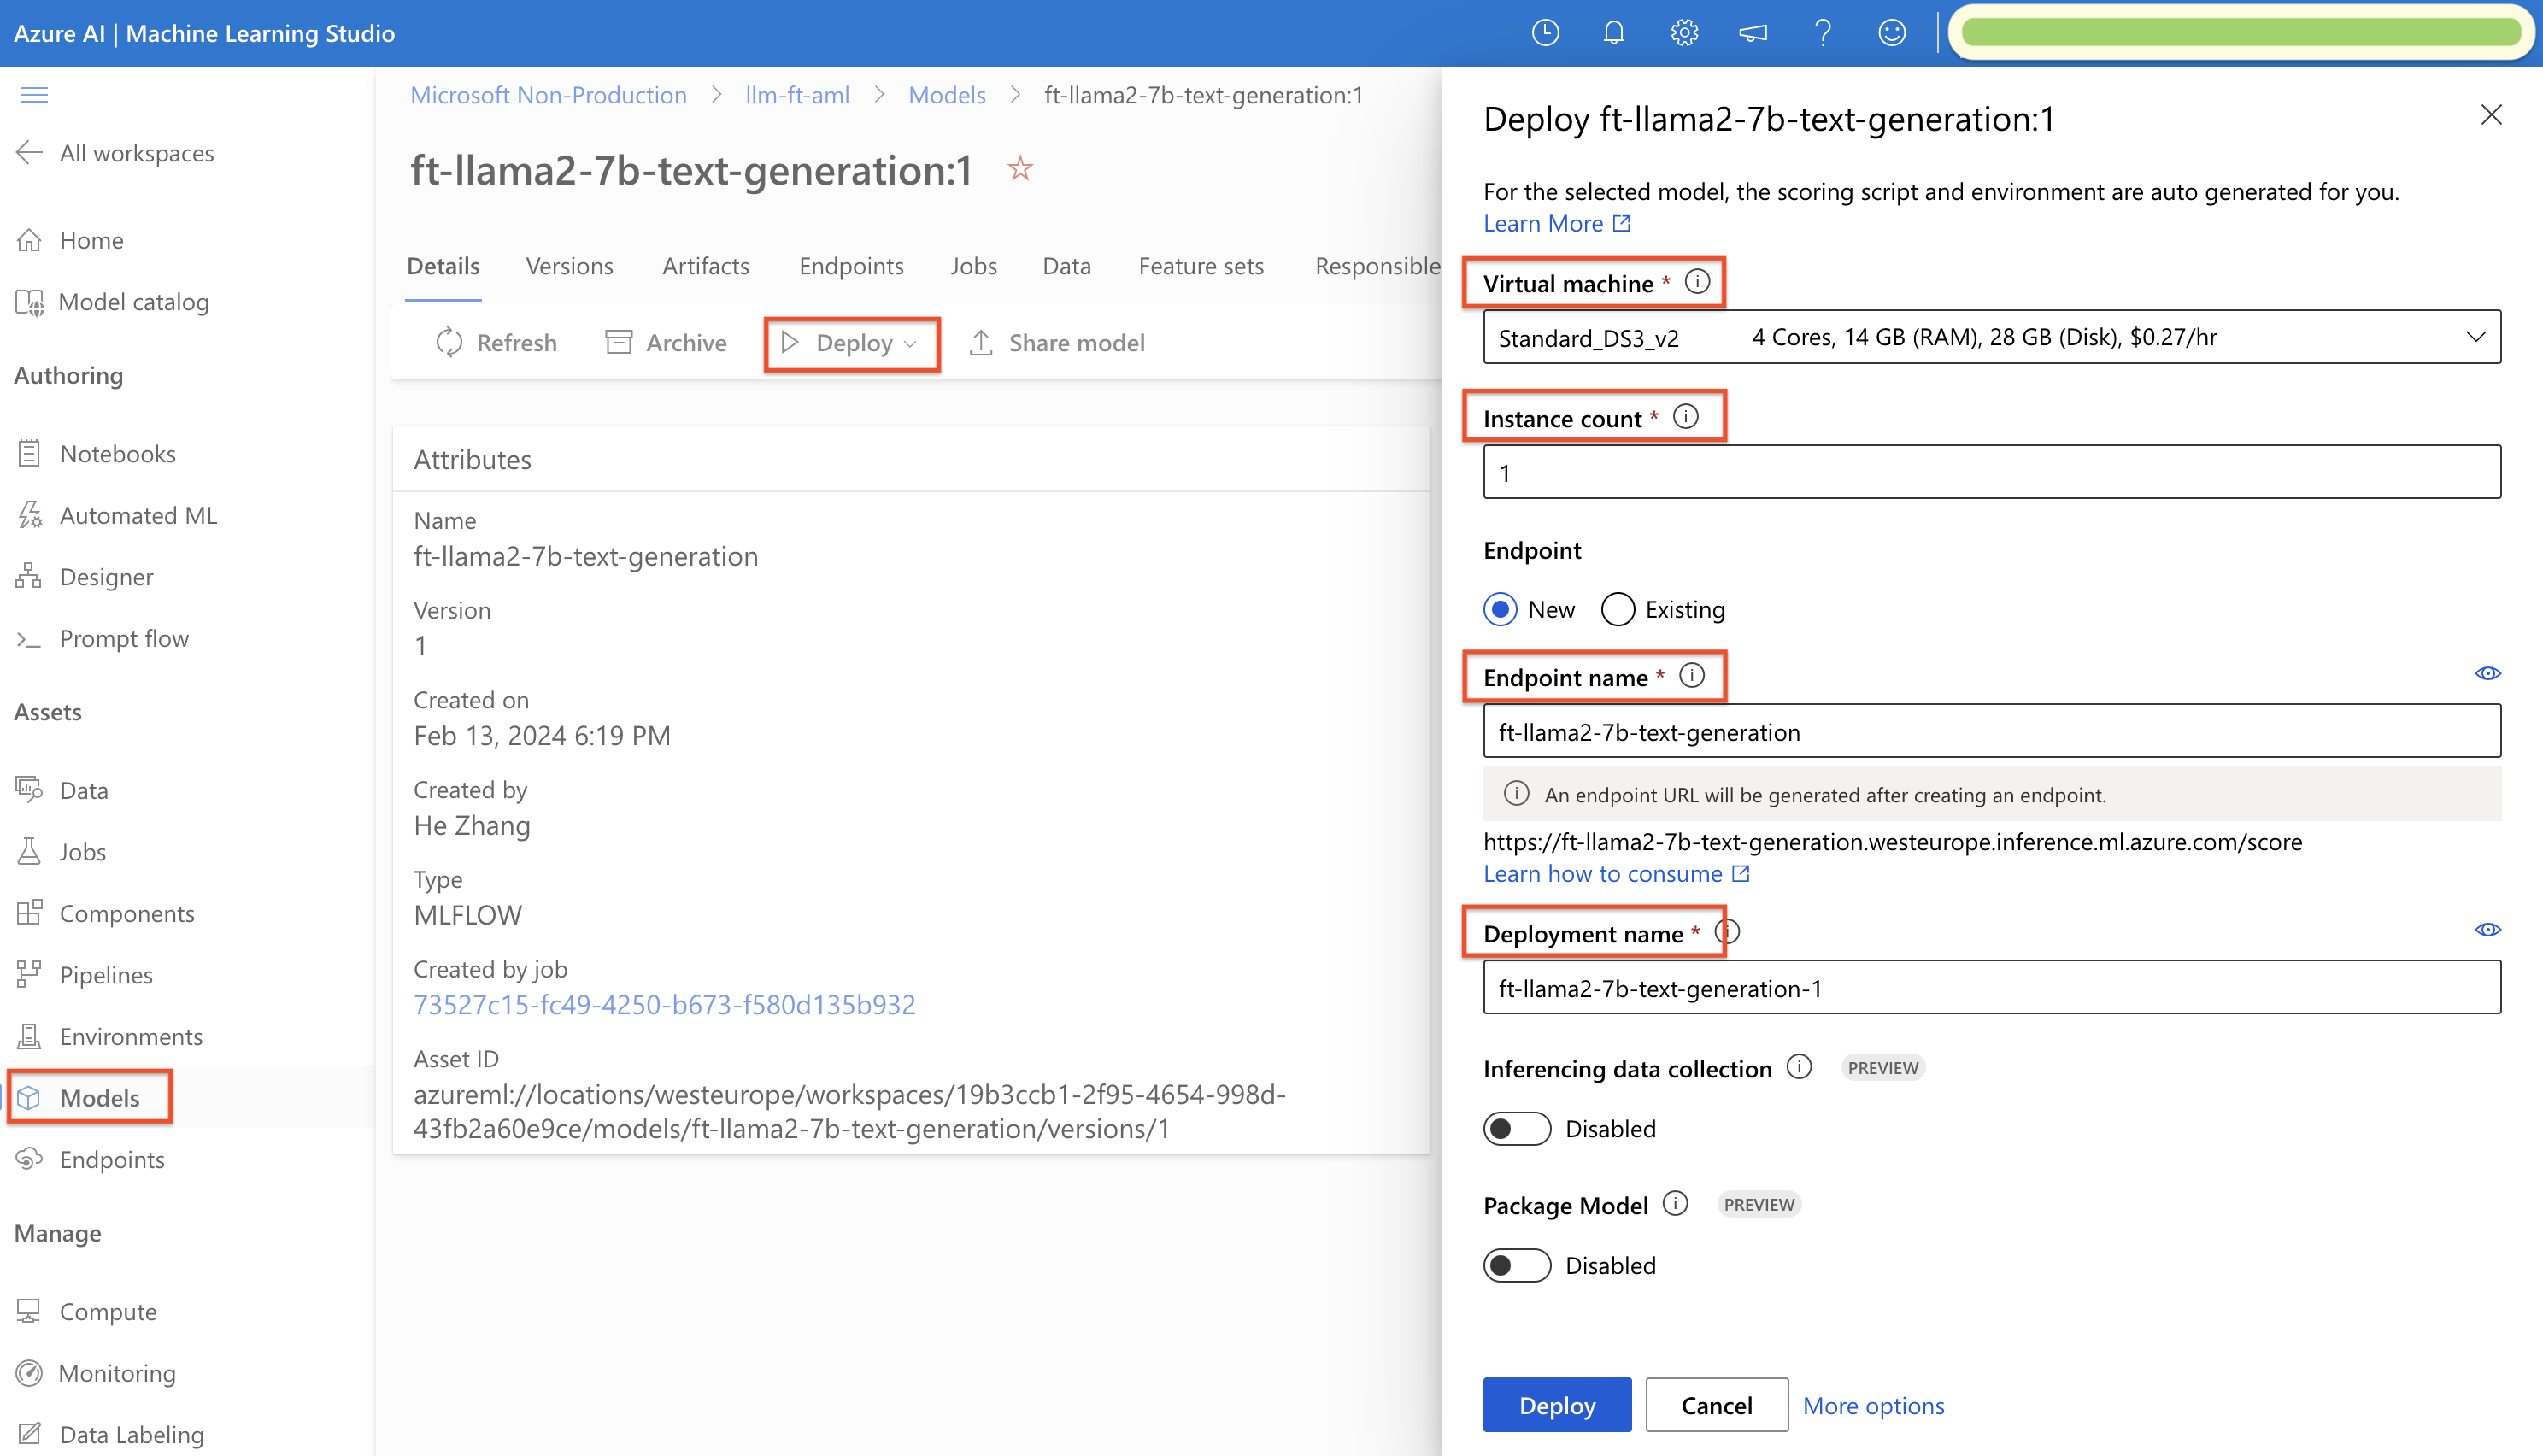 Azure AI | Machine Learning Studio
All workspaces
Home
Model catalog
Authoring
Notebooks
Automated ML
Designer
Prompt flow
Assets
Data
Jobs
Components
Pipelines
Environments
Models
Endpoints
Manage
Compute
Monitoring
Data Labeling
Microsoft Non-Production > llm-ft-aml > Models > ft-llama2-7b-text-generation:1
ft-llama2-7b-text-generation:1
Details Versions Artifacts Endpoints Jobs Data Feature sets Responsible
Refresh Archive Deploy Share model
Attributes
Name
ft-llama2-7b-text-generation
Version
1
Created on
Feb 13, 2024 6:19 PM
Created by
He Zhang
Type
MLFLOW
Created by job
73527c15-fc49-4250-b673-f580d135b932
Asset ID
azureml://locations/westeurope/workspaces/19b3ccb1-2f95-4654-998d-
43fb2a60e9ce/models/ft-llama2-7b-text-generation/versions/1
Deploy ft-llama2-7b-text-generation:1
For the selected model, the scoring script and environment are auto generated for you.
Learn More
Virtual machine *
Standard_DS3_v2 4 Cores, 14 GB (RAM), 28 GB (Disk), $0.27/hr
Instance count *
1
Endpoint
New Existing
Endpoint name *
ft-llama2-7b-text-generation
An endpoint URL will be generated after creating an endpoint.
https://ft-llama2-7b-text-generation.westeurope.inference.ml.azure.com/score
Learn how to consume
Deployment name *
ft-llama2-7b-text-generation-1
Inferencing data collection PREVIEW
Disabled
Package Model PREVIEW
Disabled
Deploy Cancel More options